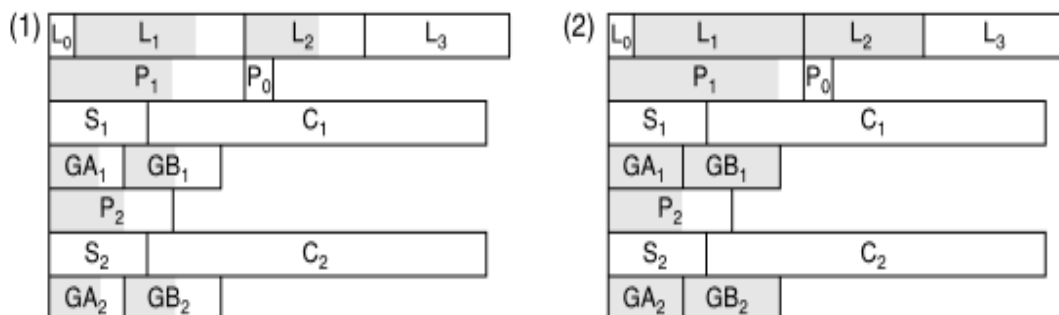 (1) L₀ L₁ L₂ L₃
P₁ P₀
S₁ C₁
GA₁ GB₁
P₂
S₂ C₂
GA₂ GB₂
(2) L₀ L₁ L₂ L₃
P₁ P₀
S₁ C₁
GA₁ GB₁
P₂
S₂ C₂
GA₂ GB₂